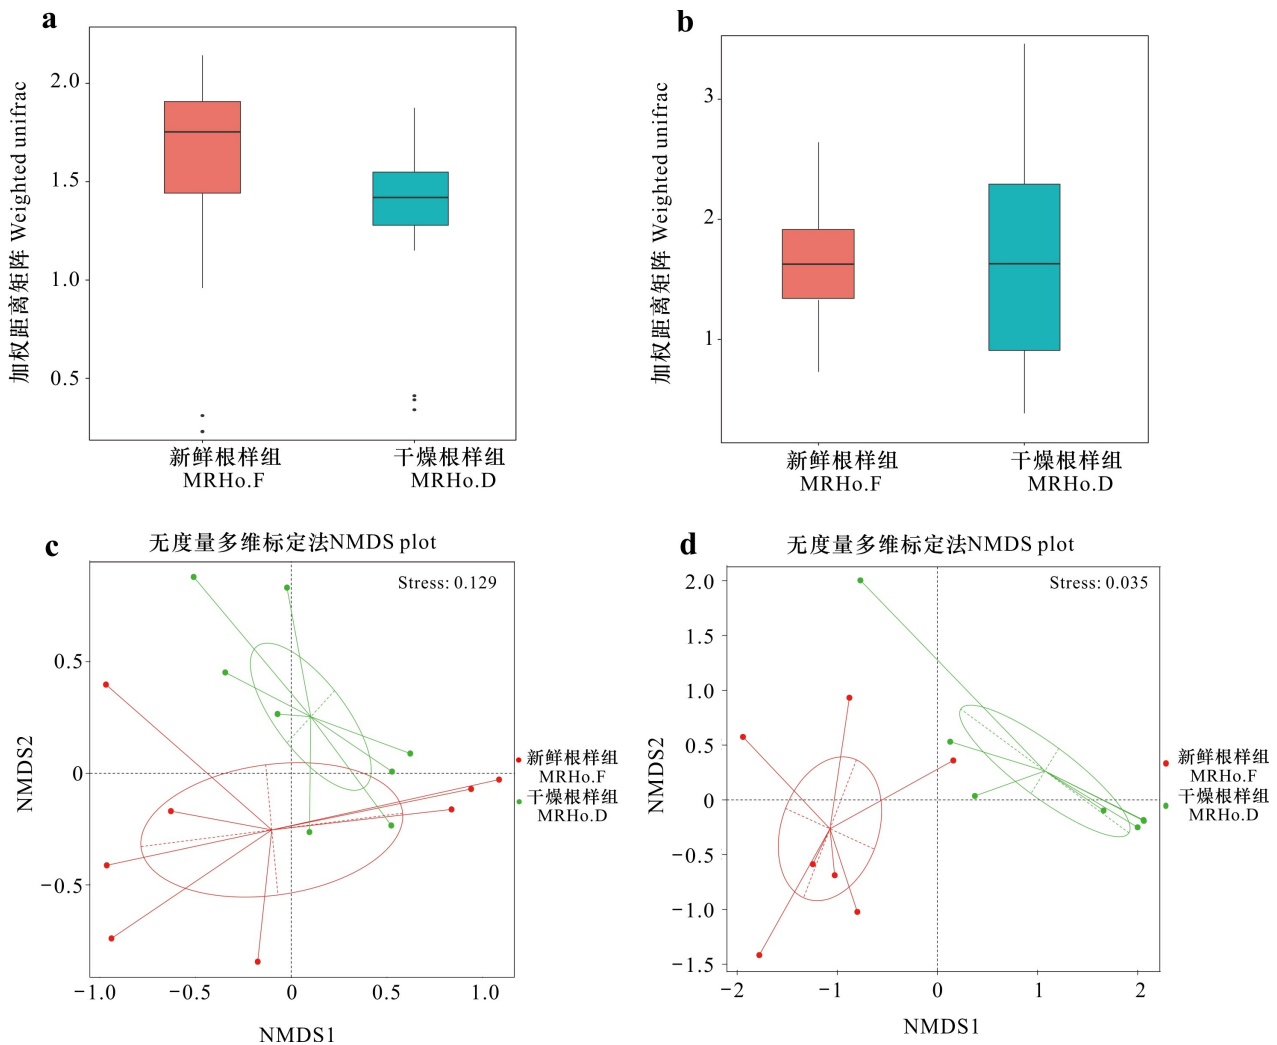 a
加权距离矩阵 Weighted unifrac
2.0
1.5
1.0
0.5
新鲜根样组
MRHo.F
干燥根样组
MRHo.D
b
加权距离矩阵 Weighted unifrac
3
2
1
新鲜根样组
MRHo.F
干燥根样组
MRHo.D
c
无度量多维标定法NMDS plot
Stress: 0.129
NMDS2
0.5
0
−0.5
−1.0
−0.5
0
0.5
1.0
NMDS1
新鲜根样组
MRHo.F
干燥根样组
MRHo.D
d
无度量多维标定法NMDS plot
Stress: 0.035
NMDS2
2.0
1.5
1.0
0.5
0
−0.5
−1.0
−1.5
−2
−1
0
1
2
NMDS1
新鲜根样组
MRHo.F
干燥根样组
MRHo.D